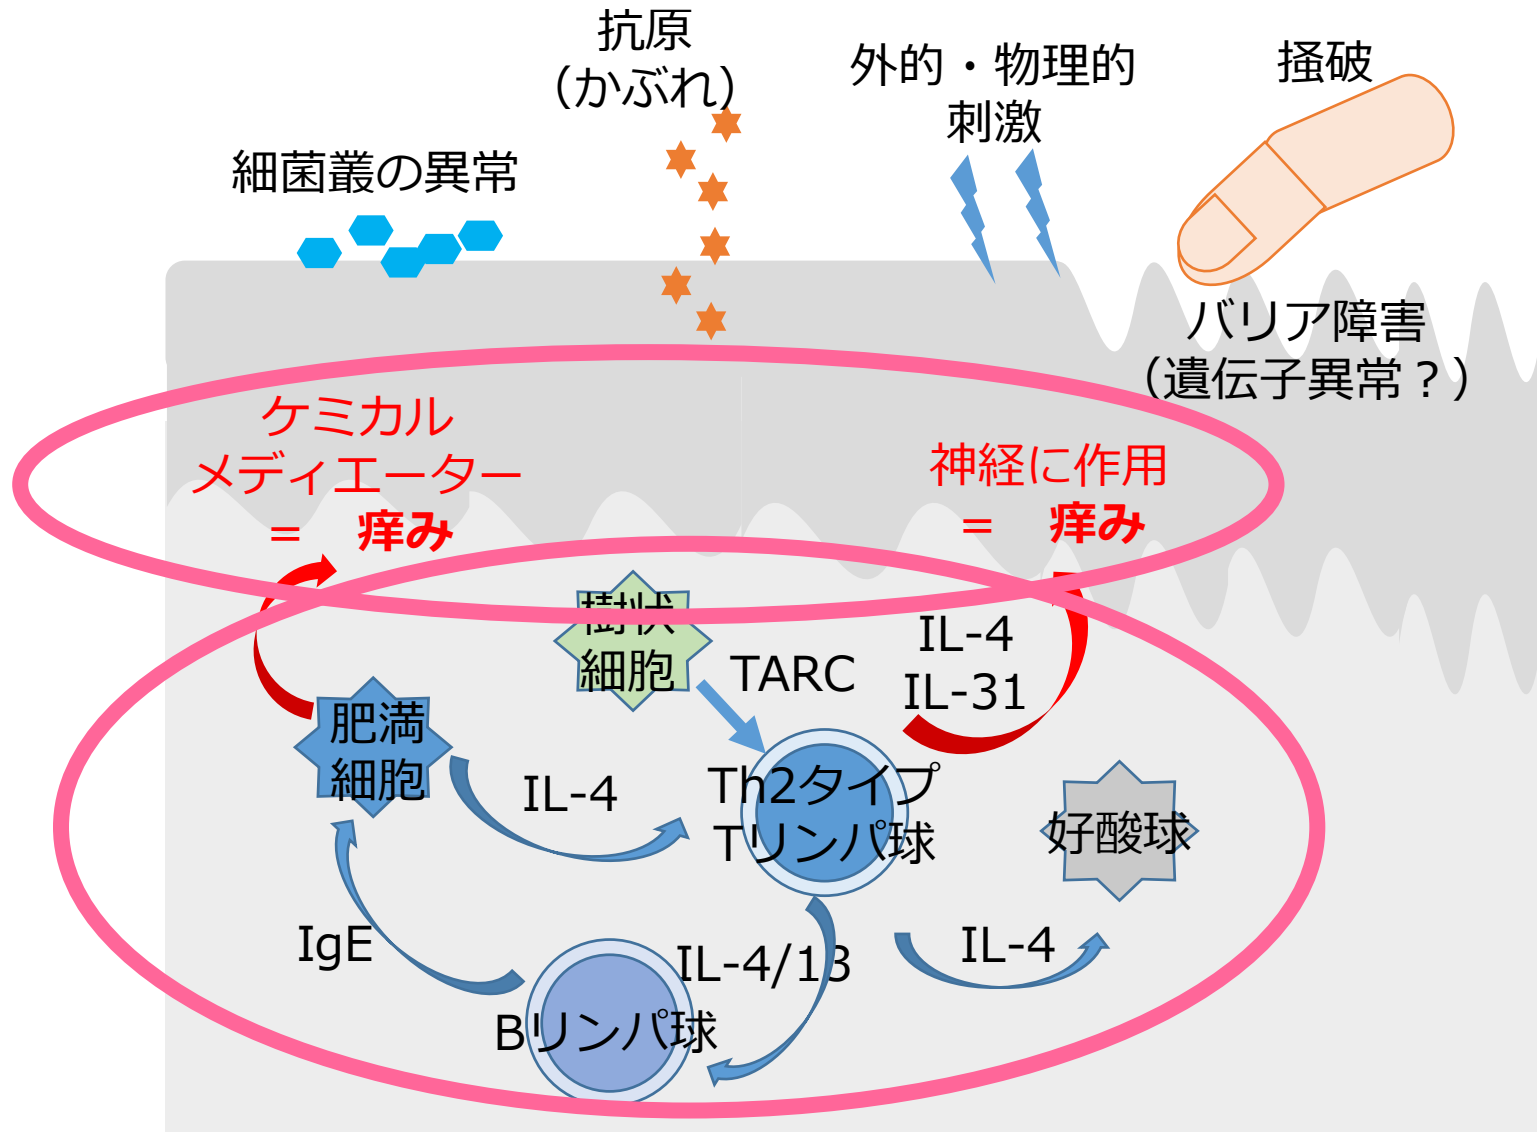 抗原
（かぶれ）
外的・物理的
刺激
掻破
細菌叢の異常
バリア障害
（遺伝子異常？）
ケミカル
メディエーター
=　痒み
神経に作用
=　痒み
樹状
細胞
TARC
IL-4
IL-31
肥満
細胞
IL-4
Th2タイプ
Tリンパ球
好酸球
IgE
IL-4/13
IL-4
Bリンパ球